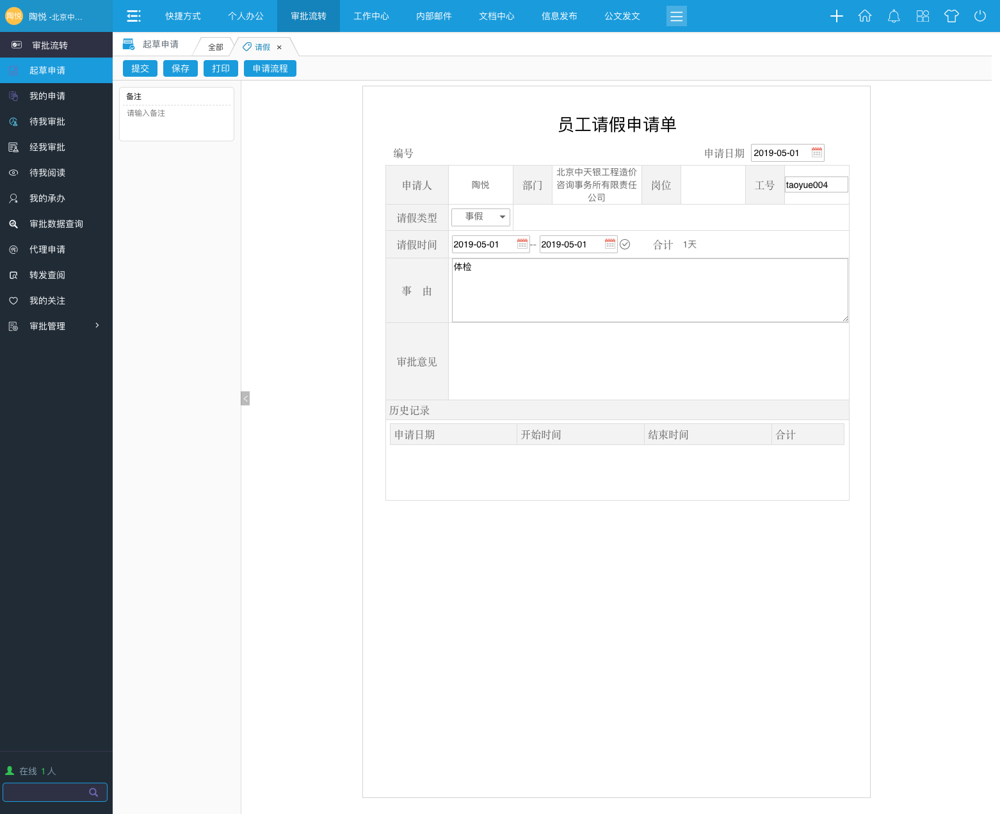 陶悦
陶悦 -北京中...
快捷方式
个人办公
审批流转
工作中心
内部邮件
文档中心
信息发布
公文发文
审批流转
起草申请
我的申请
待我审批
经我审批
待我阅读
我的承办
审批数据查询
代理申请
转发查阅
我的关注
审批管理
在线 1人
起草申请
全部
请假 ×
提交
保存
打印
申请流程
备注
请输入备注
员工请假申请单
编号
申请日期 2019-05-01
申请人
陶悦
部门
北京中天银工程造价
咨询事务所有限责任
公司
岗位
工号
taoyue004
请假类型
事假
请假时间
2019-05-01 -- 2019-05-01
合计 1天
事 由
体检
审批意见
历史记录
申请日期
开始时间
结束时间
合计